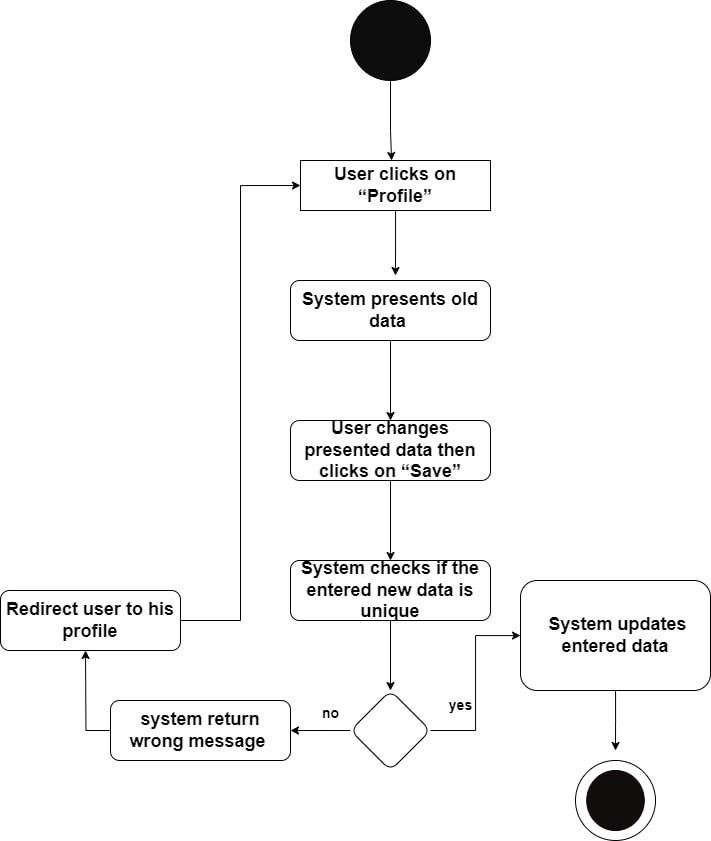 User clicks on
“Profile”
System presents old
data
User changes
presented data then
clicks on “Save”
System checks if the
entered new data is
unique
Redirect user to his
profile
System updates
entered data
no
yes
system return
wrong message